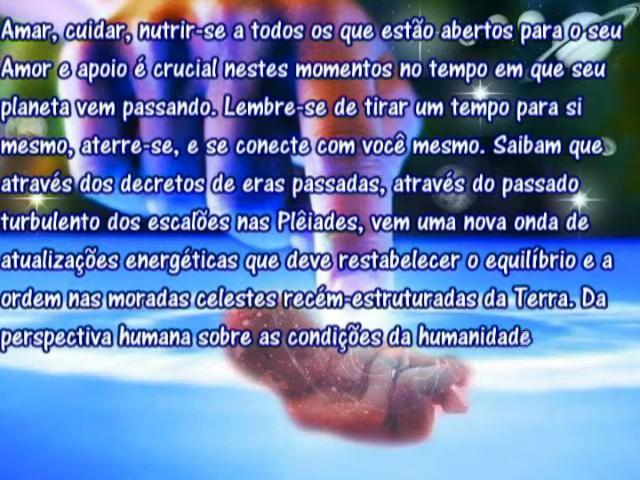 Amar, cuidar, nutrir-se a todos os que estão abertos para o seu
Amor e apoio é crucial nestes momentos no tempo em que seu
planeta vem passando. Lembre-se de tirar um tempo para si
mesmo, aterre-se, e se conecte com você mesmo. Saibam que
através dos decretos de eras passadas, através do passado
turbulento dos escalões nas Plêiades, vem uma nova onda de
atualizações energéticas que deve restabelecer o equilíbrio e a
ordem nas moradas celestes recém-estruturadas da Terra. Da
perspectiva humana sobre as condições da humanidade